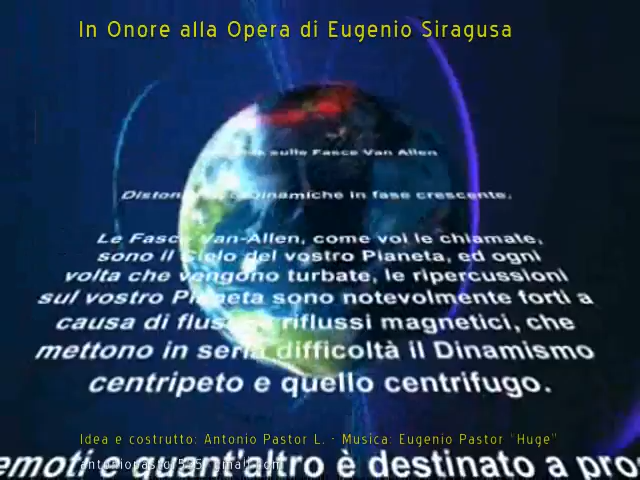 In Onore alla Opera di Eugenio Siragusa
sulle Fasce Van Allen
Dinamiche in fase crescente.
Le Fasce Van-Allen, come voi le chiamate,
sono il Cielo del vostro Pianeta, ed ogni
volta che vengono turbate, le ripercussioni
sul vostro Pianeta sono notevolmente forti a
causa di flussi e riflussi magnetici, che
mettono in seria difficoltà il Dinamismo
centripeto e quello centrifugo.
Idea e costrutto: Antonio Pastor L. - Musica: Eugenio Pastor "Huge"
emoti e quant'altro è destinato a pro